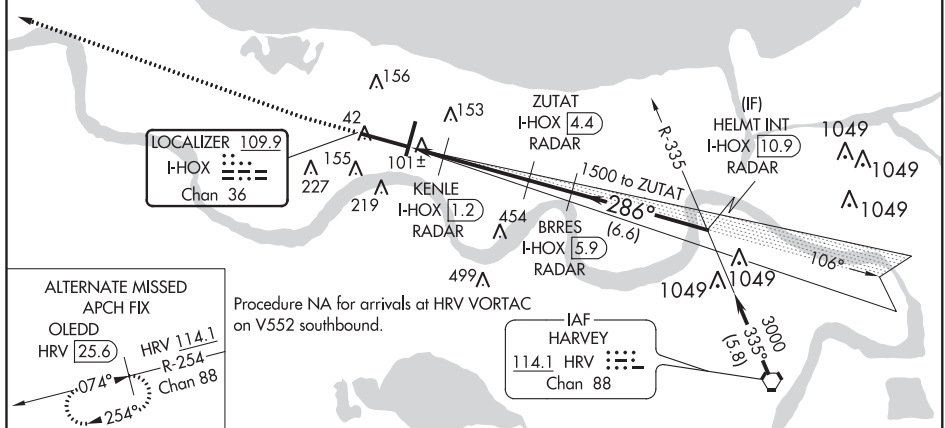 156
42
153
ZUTAT
I-HOX 4.4
RADAR
R-335
(IF)
HELMT INT
I-HOX 10.9
RADAR
1049
1049
1049
LOCALIZER 109.9
I-HOX
Chan 36
155
227
219
101±
KENLE
I-HOX 1.2
RADAR
454
499
1500 to ZUTAT
286°
(6.6)
BRRES
I-HOX 5.9
RADAR
106°
1049
1049
3000
335°
(5.8)
ALTERNATE MISSED
APCH FIX
OLEDD
HRV 25.6
HRV 114.1
R-254
Chan 88
074°
254°
Procedure NA for arrivals at HRV VORTAC
on V552 southbound.
IAF
HARVEY
114.1 HRV
Chan 88